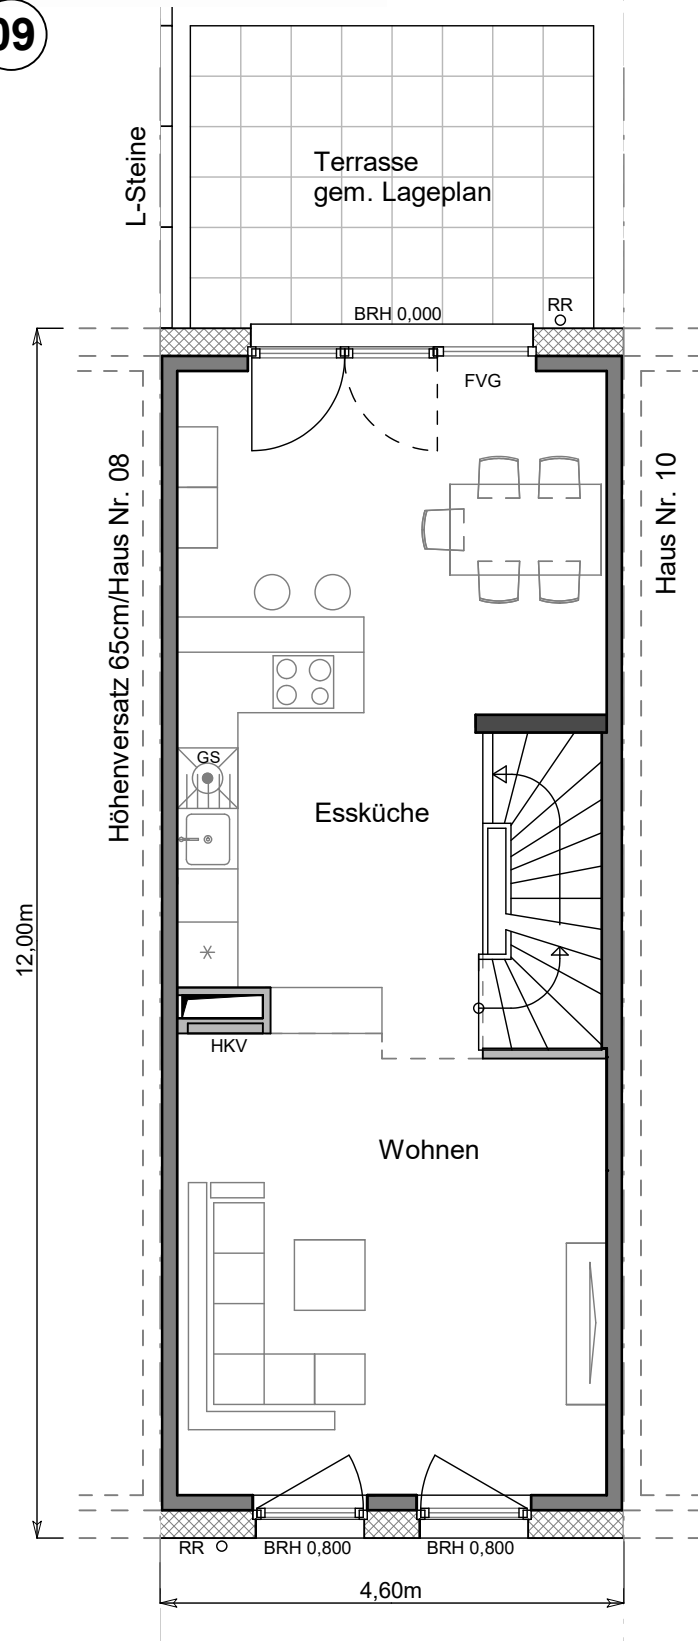 09
L-Steine
Terrasse
gem. Lageplan
BRH 0,000
RR
FVG
Höhenversatz 65cm/Haus Nr. 08
Haus Nr. 10
GS
Essküche
12,00m
HKV
Wohnen
RR
BRH 0,800
BRH 0,800
4,60m